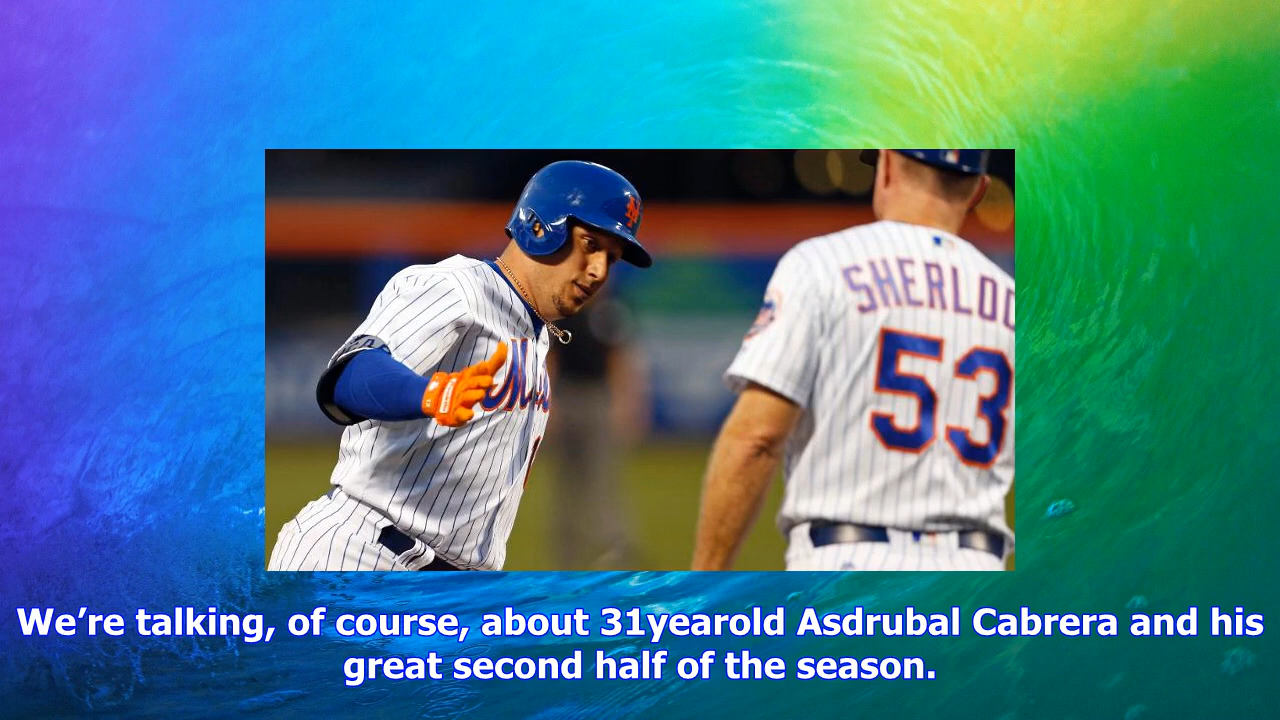 SHERLOC
53
We’re talking, of course, about 31yearold Asdrubal Cabrera and his
great second half of the season.